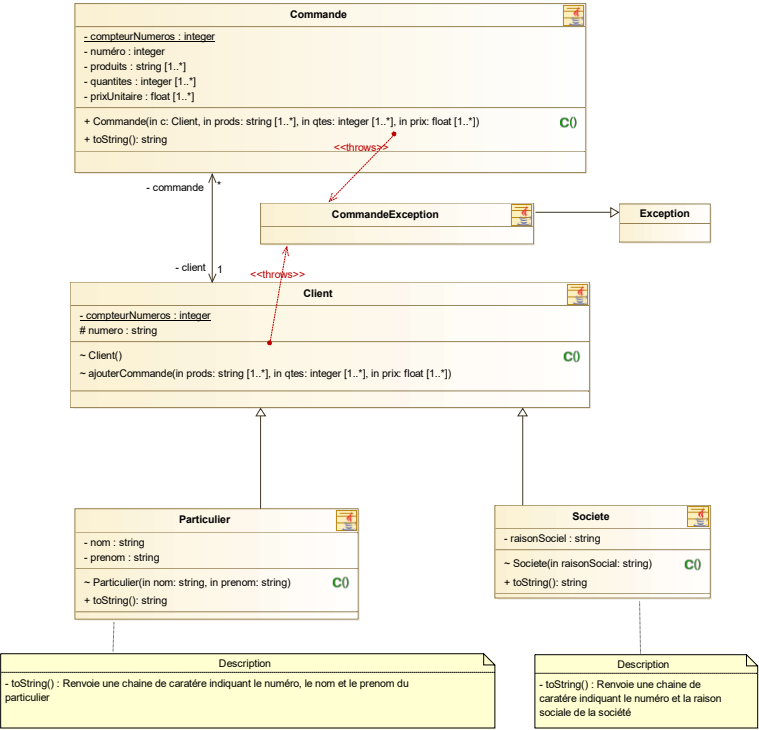 Commande
- compteurNumeros : integer
- numéro : integer
- produits : string [1..*]
- quantites : integer [1..*]
- prixUnitaire : float [1..*]
+ Commande(in c: Client, in prods: string [1..*], in qtes: integer [1..*], in prix: float [1..*])
C()
+ toString(): string
<<throws>>
- commande
*
CommandeException
Exception
- client
1
<<throws>>
Client
- compteurNumeros : integer
# numero : string
~ Client()
C()
~ ajouterCommande(in prods: string [1..*], in qtes: integer [1..*], in prix: float [1..*])
Particulier
- nom : string
- prenom : string
~ Particulier(in nom: string, in prenom: string)
C()
+ toString(): string
Societe
- raisonSociel : string
~ Societe(in raisonSocial: string)
C()
+ toString(): string
Description
- toString() : Renvoie une chaine de caratére indiquant le numéro, le nom et le prenom du
particulier
Description
- toString() : Renvoie une chaine de
caratére indiquant le numéro et la raison
sociale de la société